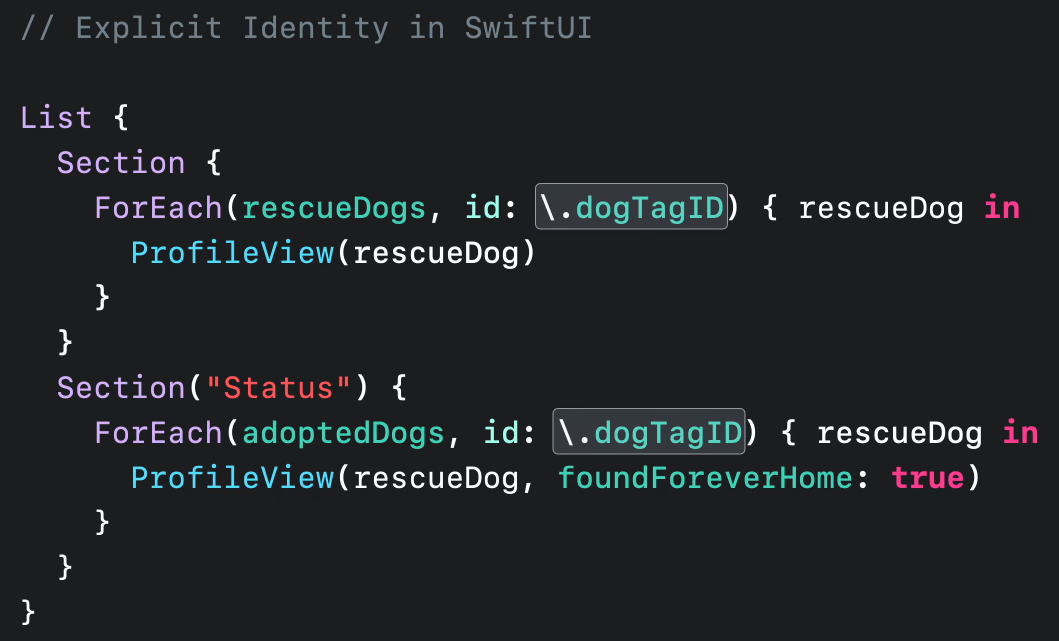 // Explicit Identity in SwiftUI

List {
  Section {
    ForEach(rescueDogs, id: \.dogTagID) { rescueDog in
      ProfileView(rescueDog)
    }
  }
  Section("Status") {
    ForEach(adoptedDogs, id: \.dogTagID) { rescueDog in
      ProfileView(rescueDog, foundForeverHome: true)
    }
  }
}